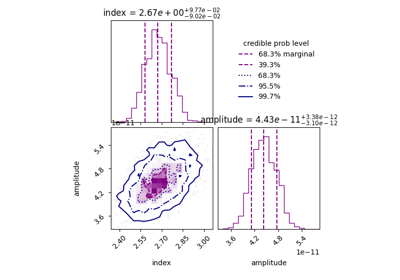 index = 2.67e+00 +9.77e−02 −9.02e−02
credible prob level
68.3% marginal
39.3%
68.3%
95.5%
99.7%
1e−11
amplitude = 4.43e−11 +3.38e−12 −3.10e−12
amplitude
5.4
4.8
4.2
3.6
2.40 2.55 2.70 2.85 3.00
index
3.6 4.2 4.8 5.4
1e−11
amplitude